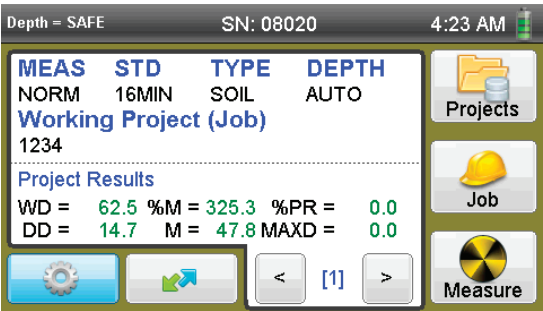 Depth = SAFE SN: 08020 4:23 AM
MEAS STD TYPE DEPTH
NORM 16MIN SOIL AUTO
Working Project (Job)
1234
Project Results
WD = 62.5 %M = 325.3 %PR = 0.0
DD = 14.7 M = 47.8 MAXD = 0.0
< [1] >
Projects
Job
Measure